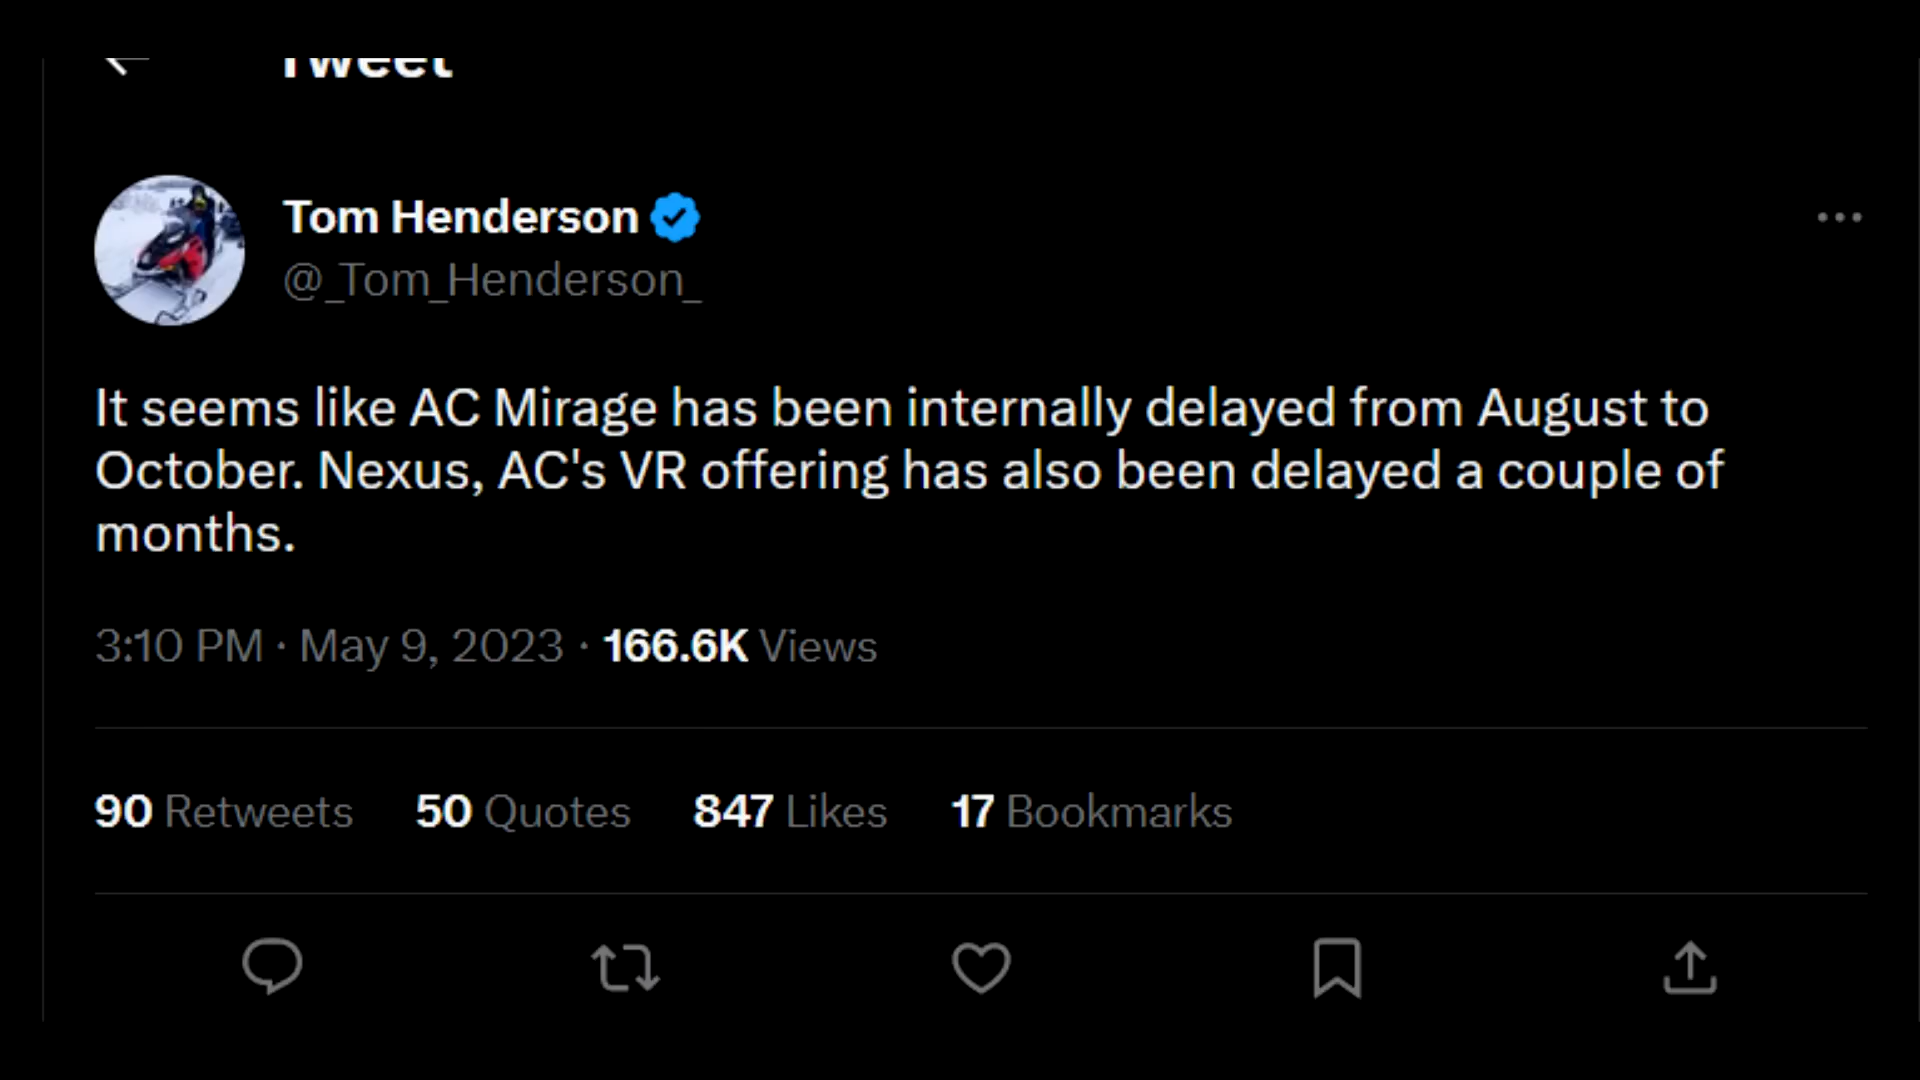 Tweet
Tom Henderson
@_Tom_Henderson_
It seems like AC Mirage has been internally delayed from August to
October. Nexus, AC's VR offering has also been delayed a couple of
months.
3:10 PM · May 9, 2023 · 166.6K Views
90 Retweets 50 Quotes 847 Likes 17 Bookmarks